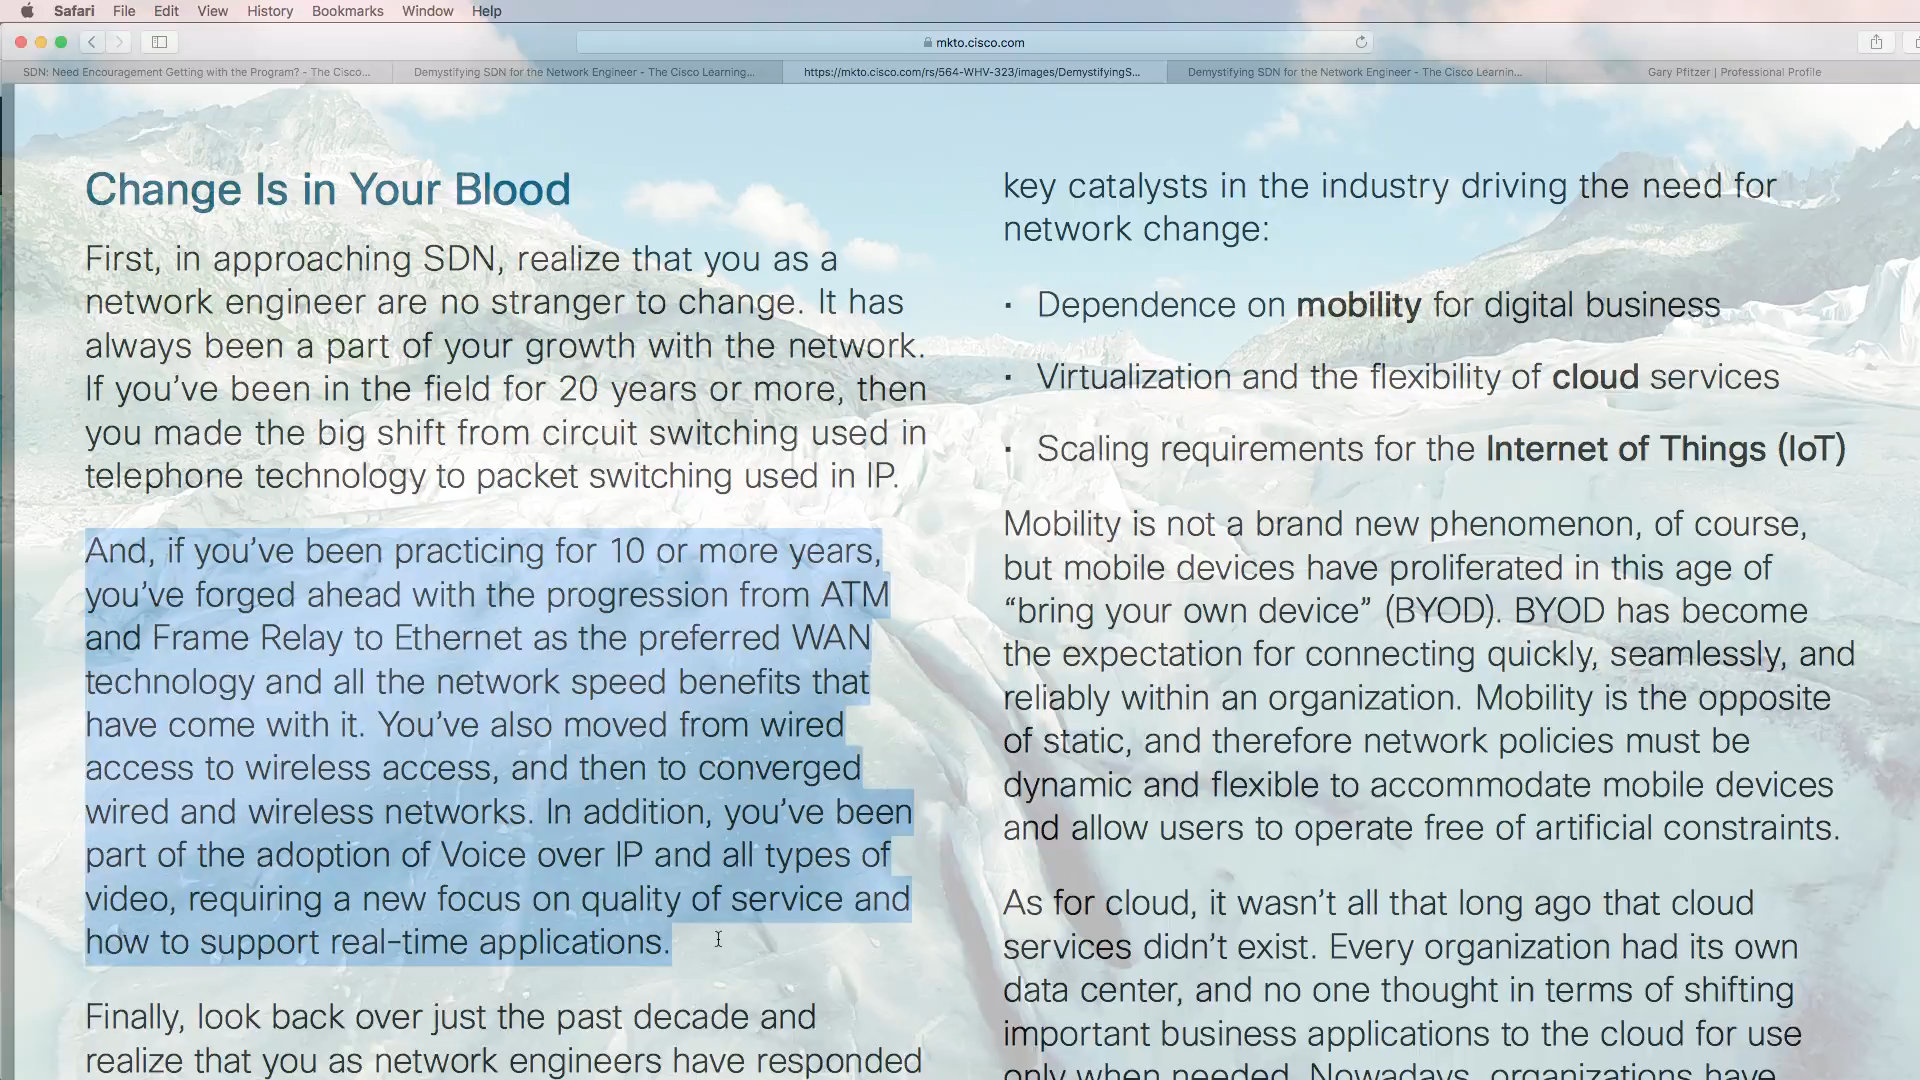 Safari File Edit View History Bookmarks Window Help
mkto.cisco.com
SDN: Need Encouragement Getting with the Program? - The Cisco...
Demystifying SDN for the Network Engineer - The Cisco Learning...
https://mkto.cisco.com/rs/564-WHV-323/images/DemystifyingS...
Demystifying SDN for the Network Engineer - The Cisco Learnin...
Gary Pfitzer | Professional Profile
Change Is in Your Blood
First, in approaching SDN, realize that you as a
network engineer are no stranger to change. It has
always been a part of your growth with the network.
If you’ve been in the field for 20 years or more, then
you made the big shift from circuit switching used in
telephone technology to packet switching used in IP.
And, if you’ve been practicing for 10 or more years,
you’ve forged ahead with the progression from ATM
and Frame Relay to Ethernet as the preferred WAN
technology and all the network speed benefits that
have come with it. You’ve also moved from wired
access to wireless access, and then to converged
wired and wireless networks. In addition, you’ve been
part of the adoption of Voice over IP and all types of
video, requiring a new focus on quality of service and
how to support real-time applications.
Finally, look back over just the past decade and
realize that you as network engineers have responded
key catalysts in the industry driving the need for
network change:
· Dependence on mobility for digital business
· Virtualization and the flexibility of cloud services
· Scaling requirements for the Internet of Things (IoT)
Mobility is not a brand new phenomenon, of course,
but mobile devices have proliferated in this age of
“bring your own device” (BYOD). BYOD has become
the expectation for connecting quickly, seamlessly, and
reliably within an organization. Mobility is the opposite
of static, and therefore network policies must be
dynamic and flexible to accommodate mobile devices
and allow users to operate free of artificial constraints.
As for cloud, it wasn’t all that long ago that cloud
services didn’t exist. Every organization had its own
data center, and no one thought in terms of shifting
important business applications to the cloud for use
only when needed. Nowadays, organizations have